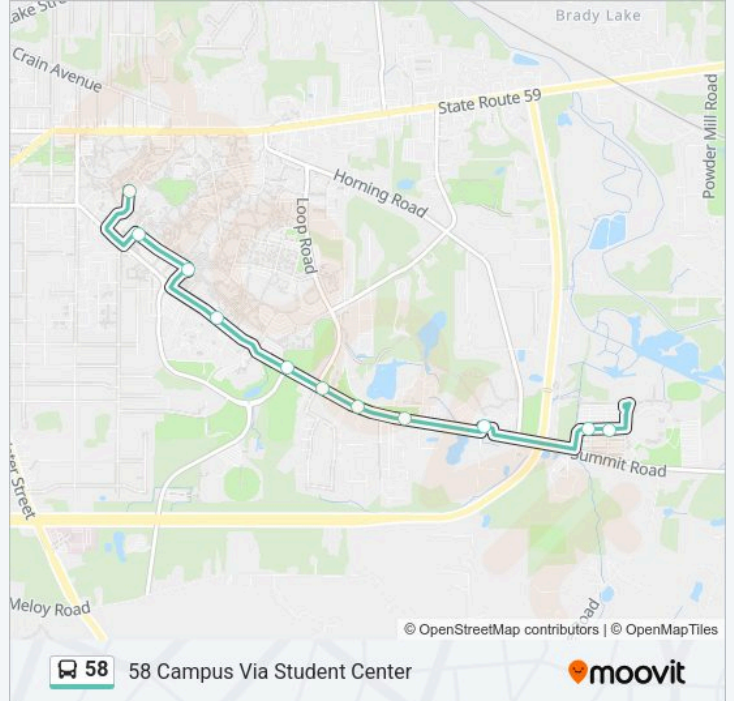 Brady Lake
Crain Avenue
State Route 59
Powder Mill Road
Horning Road
Loop Road
Summit Road
Street
Meloy Road
© OpenStreetMap contributors | © OpenMapTiles
58 58 Campus Via Student Center moovit